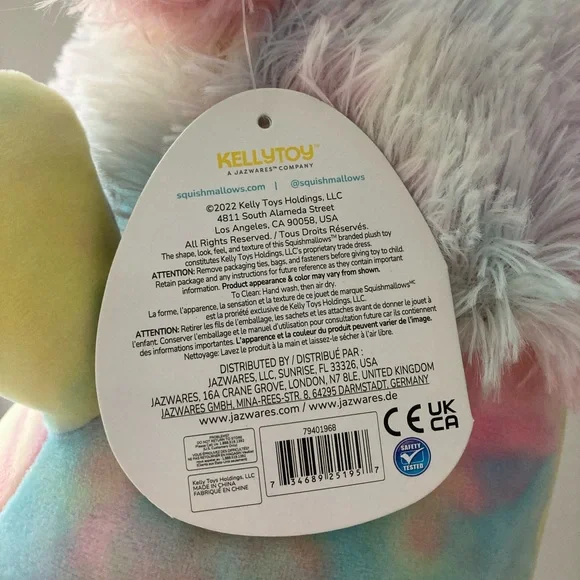 KELLYTOY™
A JAZWARES™ COMPANY
squishmallows.com | @squishmallows
©2022 Kelly Toys Holdings, LLC
4811 South Alameda Street
Los Angeles, CA 90058, USA
All Rights Reserved. / Tous Droits Réservés.
The shape, look, feel, and texture of this Squishmallows™ branded plush toy
constitutes Kelly Toys Holdings, LLC's proprietary trade dress.
ATTENTION: Remove packaging ties, bags, and fasteners before giving toy to child.
Retain package and any instructions for future reference as they contain important
information. Product appearance & color may vary from shown.
To Clean: Hand wash, then air dry.
La forme, l'apparence, la sensation et la texture de ce jouet de marque Squishmallowsᴹᶜ
est la propriété exclusive de Kelly Toys Holdings, LLC.
ATTENTION: Retirer les fils de l'emballage, les sachets et les attaches avant de donner le jouet à
l'enfant. Conserver l'emballage et le manuel d'utilisation pour consultation future car ils contiennent
des informations importantes. L'apparence et la couleur du produit peuvent varier de l'image.
Nettoyage: Lavez le produit à la main et laissez-le sécher à l'air libre.
DISTRIBUTED BY / DISTRIBUÉ PAR :
JAZWARES, LLC, SUNRISE, FL 33326, USA
JAZWARES, 16A CRANE GROVE, LONDON, N7 8LE. UNITED KINGDOM
JAZWARES GMBH, MINA-REES-STR. 8, 64295 DARMSTADT, GERMANY
www.jazwares.com / www.jazwares.de
PROBLEMS?
DO NOT RETURN TO STORE
Kelly Toys Holdings, LLC
MADE IN CHINA
FABRIQUÉ EN CHINE
79401968
7 34689 25195 7
CE UK
CA
SAFETY
TESTED